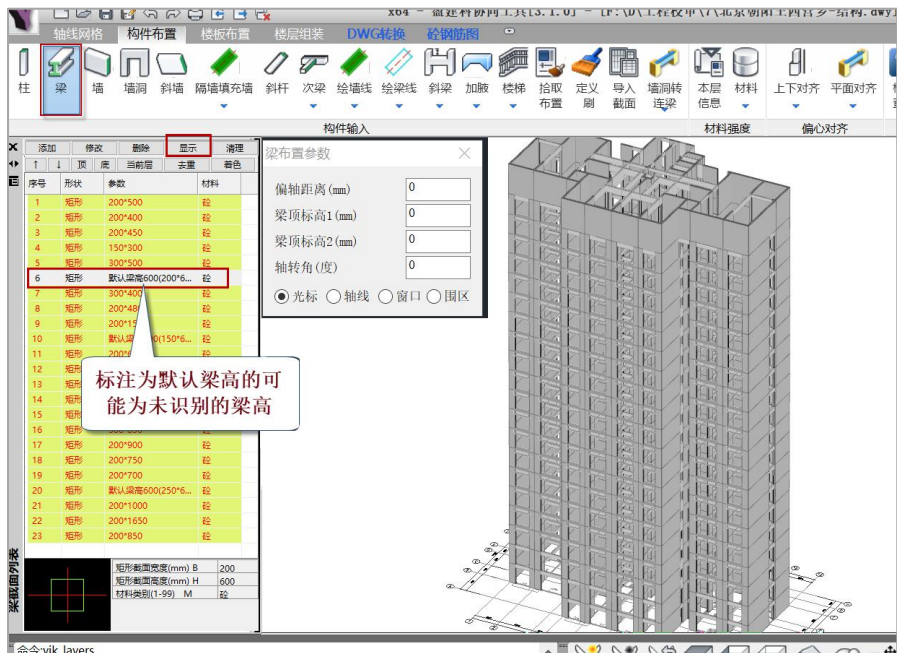 x64 - 盈建科协同工具[3.1.0] - [F:\D\工程校审\7\北京朝阳
轴线网格 构件布置 楼板布置 楼层组装 DWG转换 砼钢筋图
柱 梁 墙 墙洞 斜墙 隔墙填充墙 斜杆 次梁 绘墙线 绘梁线 斜梁 加腋 楼梯 拾取布置 定义刷 导入截面 墙洞转连梁 本层信息 材料 上下对齐 平面对齐
构件输入 材料强度 偏心对齐
添加 修改 删除 显示 清理
↑ ↓ 顶 底 当前层 去重 着色
序号 形状 参数 材料
1 矩形 200*500 砼
2 矩形 200*400 砼
3 矩形 200*450 砼
4 矩形 150*300 砼
5 矩形 300*500 砼
6 矩形 默认梁高600(200*6... 砼
7 矩形 300*400 砼
8 矩形 砼
9 矩形 砼
10 矩形 砼
11 矩形
12
13
14
15
16
17 矩形 200*900 砼
18 矩形 200*750 砼
19 矩形 200*700 砼
20 矩形 默认梁高600(250*6... 砼
21 矩形 200*1000 砼
22 矩形 200*1650 砼
23 矩形 200*850 砼
标注为默认梁高的可
能为未识别的梁高
梁布置参数
偏轴距离(mm) 0
梁顶标高1(mm) 0
梁顶标高2(mm) 0
轴转角(度) 0
光标 轴线 窗口 围区
梁截面列表
矩形截面宽度(mm) B 200
矩形截面高度(mm) H 600
材料类别(1-99) M 砼
命令:yjk_layers